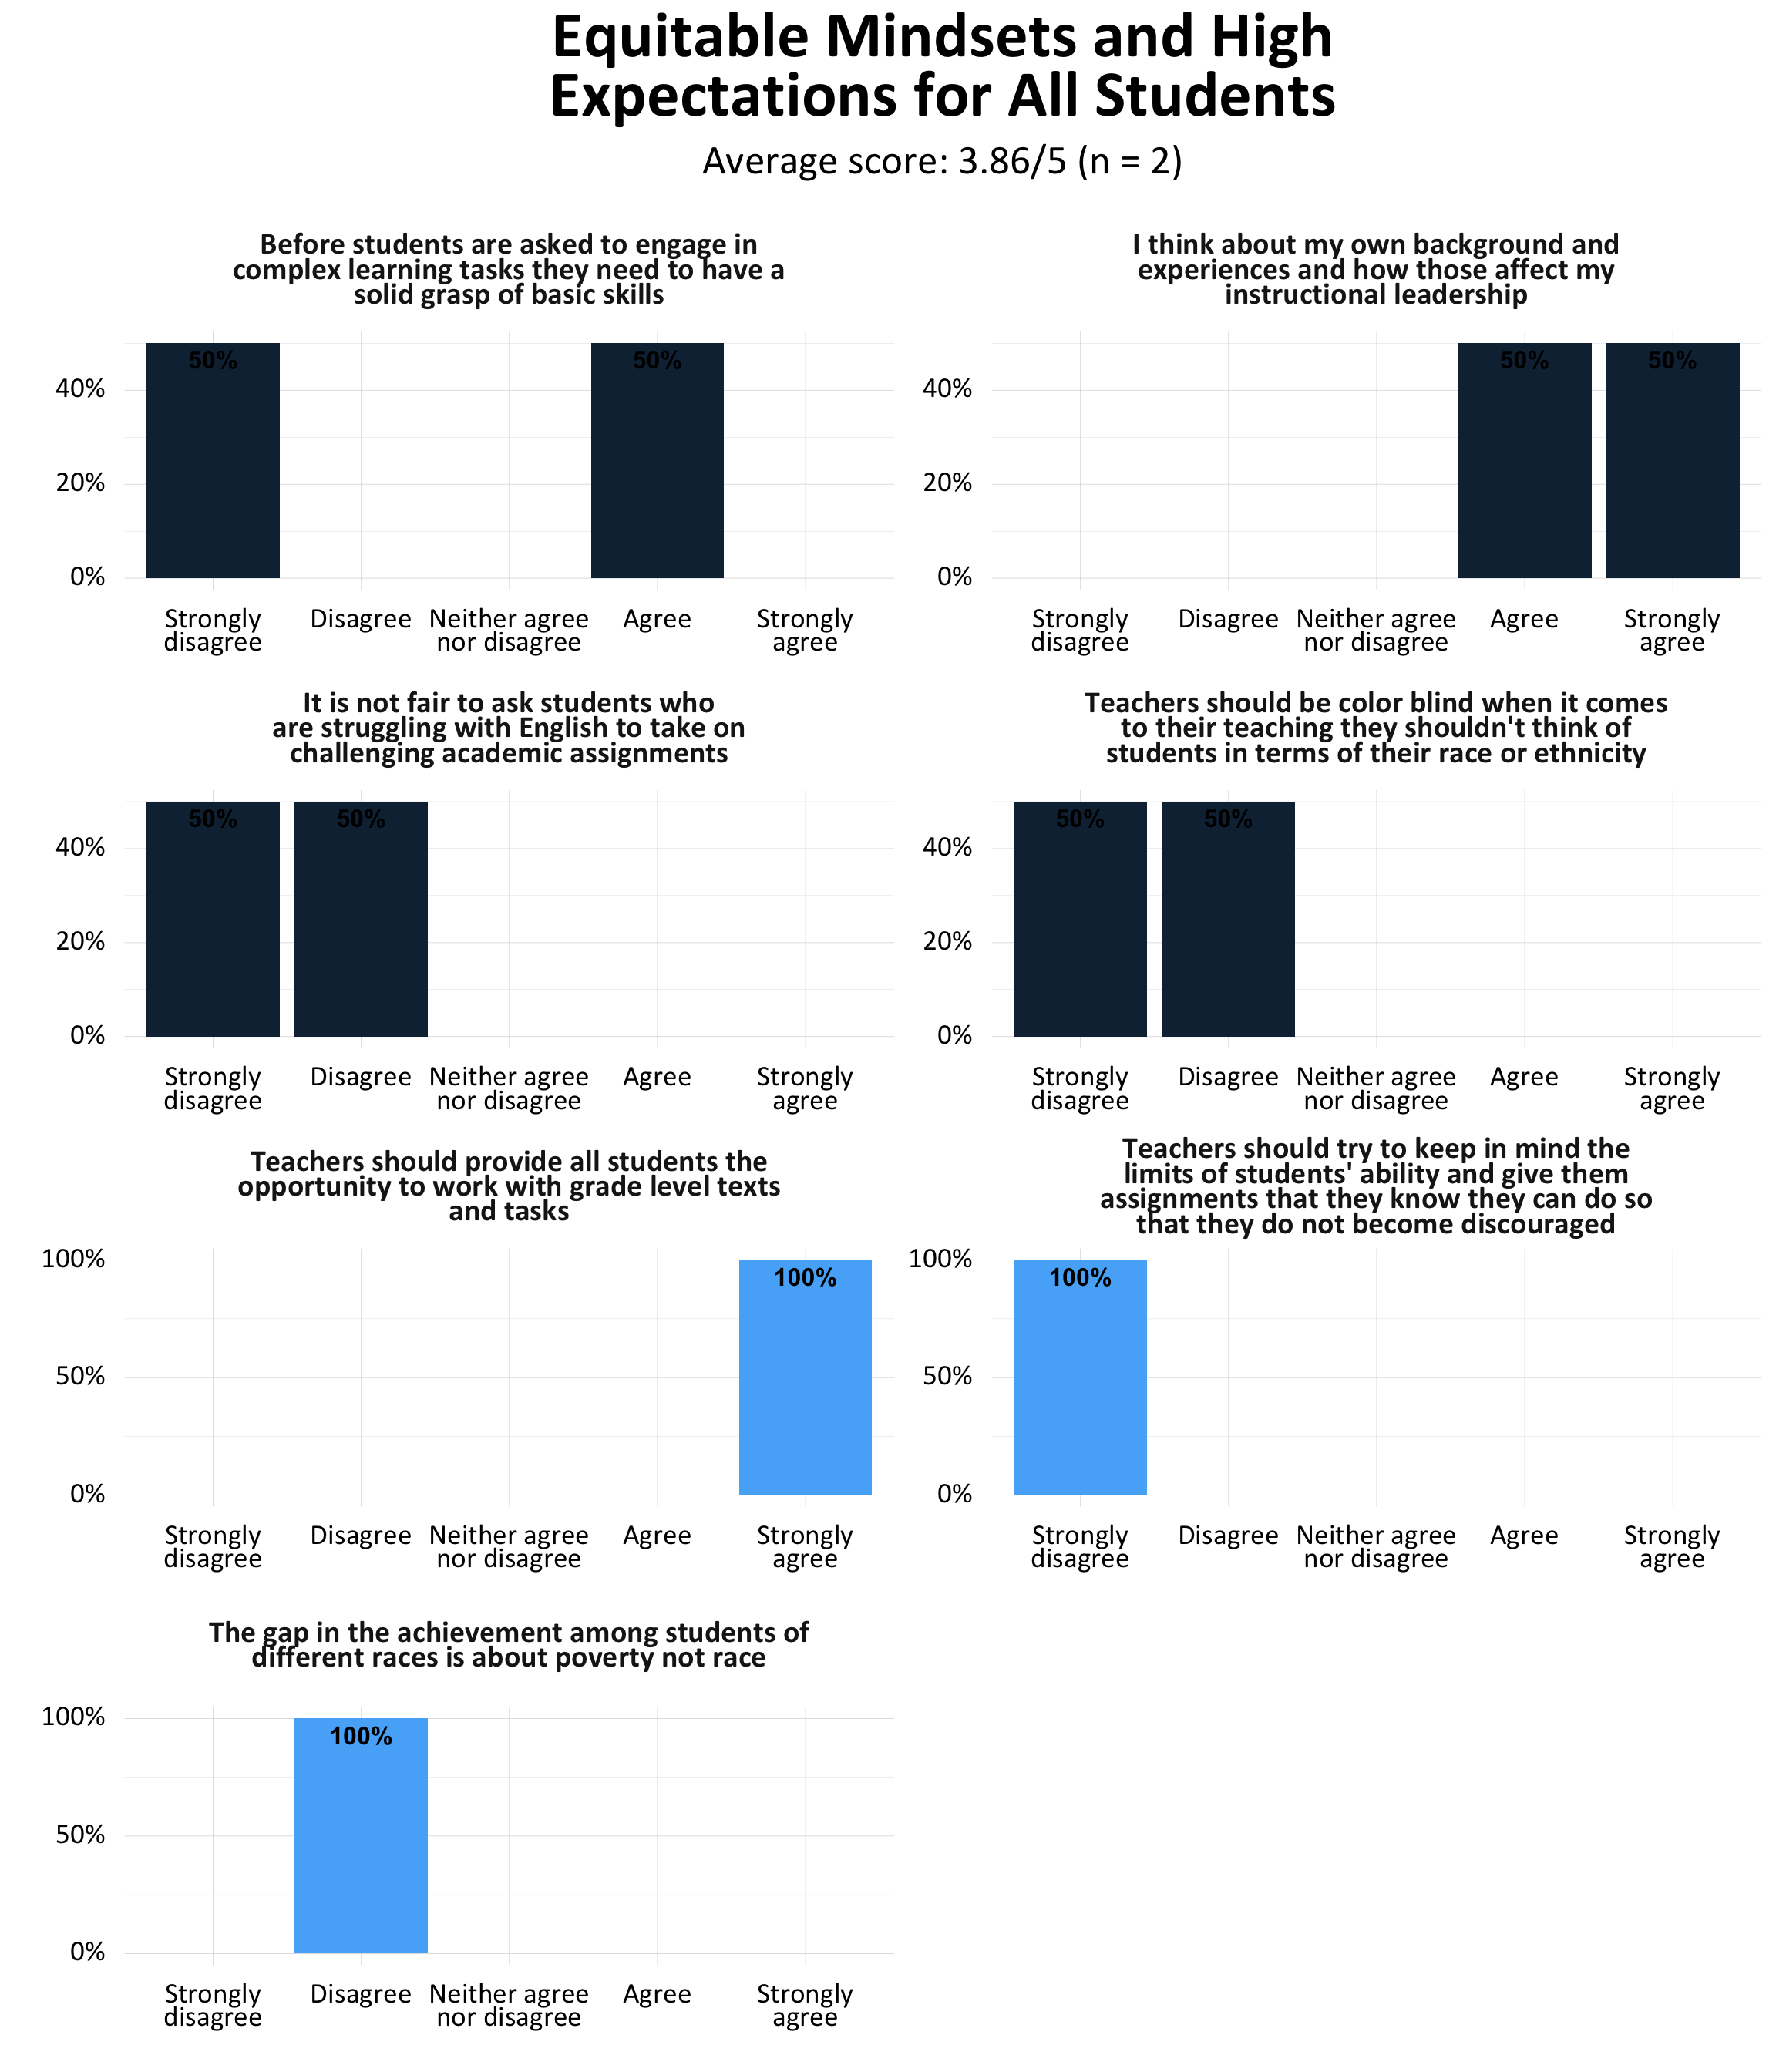 Equitable Mindsets and High
Expectations for All Students
Average score: 3.86/5 (n = 2)
Before students are asked to engage in
complex learning tasks they need to have a
solid grasp of basic skills
50%
50%
40%
20%
0%
Strongly
disagree
Disagree
Neither agree
nor disagree
Agree
Strongly
agree
I think about my own background and
experiences and how those affect my
instructional leadership
50%
50%
40%
20%
0%
Strongly
disagree
Disagree
Neither agree
nor disagree
Agree
Strongly
agree
It is not fair to ask students who
are struggling with English to take on
challenging academic assignments
50%
50%
40%
20%
0%
Strongly
disagree
Disagree
Neither agree
nor disagree
Agree
Strongly
agree
Teachers should be color blind when it comes
to their teaching they shouldn't think of
students in terms of their race or ethnicity
50%
50%
40%
20%
0%
Strongly
disagree
Disagree
Neither agree
nor disagree
Agree
Strongly
agree
Teachers should provide all students the
opportunity to work with grade level texts
and tasks
100%
100%
50%
0%
Strongly
disagree
Disagree
Neither agree
nor disagree
Agree
Strongly
agree
Teachers should try to keep in mind the
limits of students' ability and give them
assignments that they know they can do so
that they do not become discouraged
100%
100%
50%
0%
Strongly
disagree
Disagree
Neither agree
nor disagree
Agree
Strongly
agree
The gap in the achievement among students of
different races is about poverty not race
100%
100%
50%
0%
Strongly
disagree
Disagree
Neither agree
nor disagree
Agree
Strongly
agree